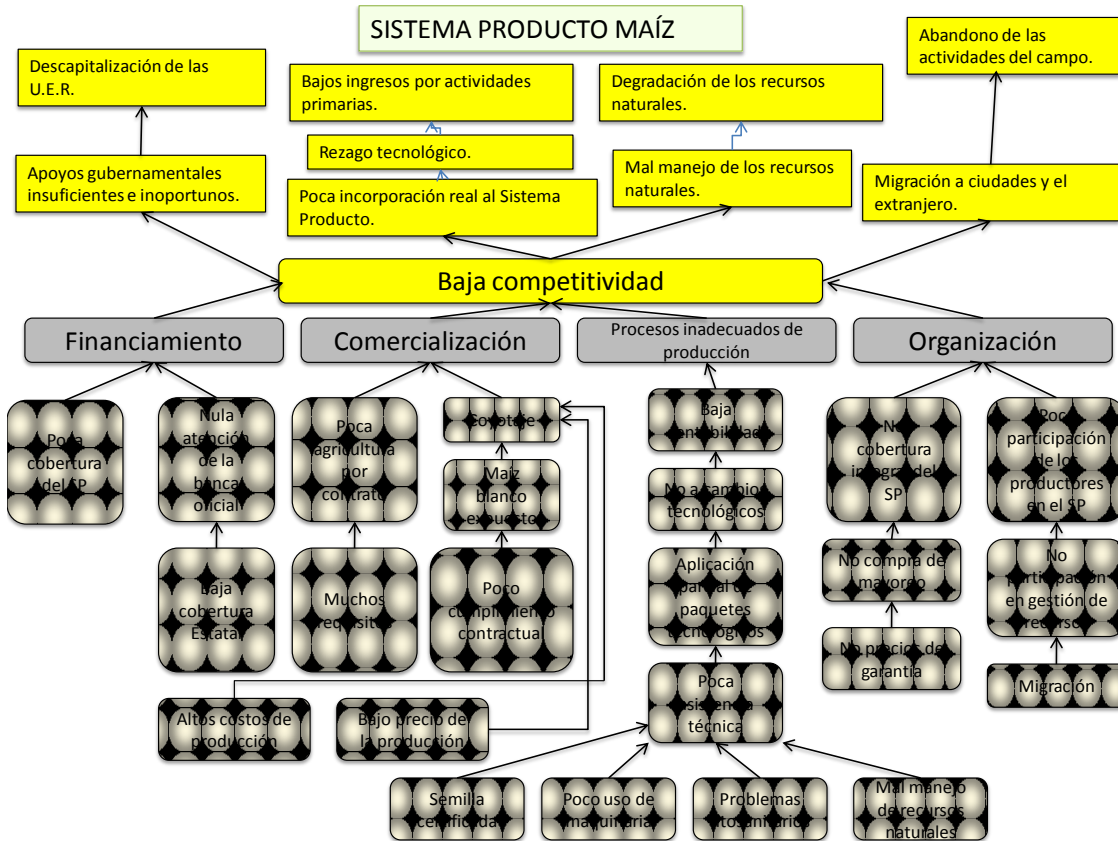 SISTEMA PRODUCTO MAÍZ
Abandono de las
actividades del campo.
Descapitalización de las
U.E.R.
Bajos ingresos por actividades
primarias.
Degradación de los recursos
naturales.
Rezago tecnológico.
Apoyos gubernamentales
insuficientes e inoportunos.
Poca incorporación real al Sistema
Producto.
Mal manejo de los recursos
naturales.
Migración a ciudades y el
extranjero.
Baja competitividad
Financiamiento
Comercialización
Procesos inadecuados de
producción
Organización
Poca
cobertura
del SP
Nula
atención
de la
banca
oficial
Poca
agricultura
por
contrato
Coyotaje
Maíz
blanco
expuesto
Baja
rentabilidad
No a cambios
tecnológicos
No
cobertura
integral del
SP
Poca
participación
de los
productores
en el SP
Baja
cobertura
Estatal
Muchos
requisitos
Poco
cumplimiento
contractual
Aplicación
parcial de
paquetes
tecnológicos
No compra de
mayoreo
No
participación
en gestión de
recursos
No precios de
garantía
Migración
Altos costos de
producción
Bajo precio de
la producción
Poca
asistencia
técnica
Semilla
certificada
Poco uso de
maquinaria
Problemas
fitosanitarios
Mal manejo
de recursos
naturales